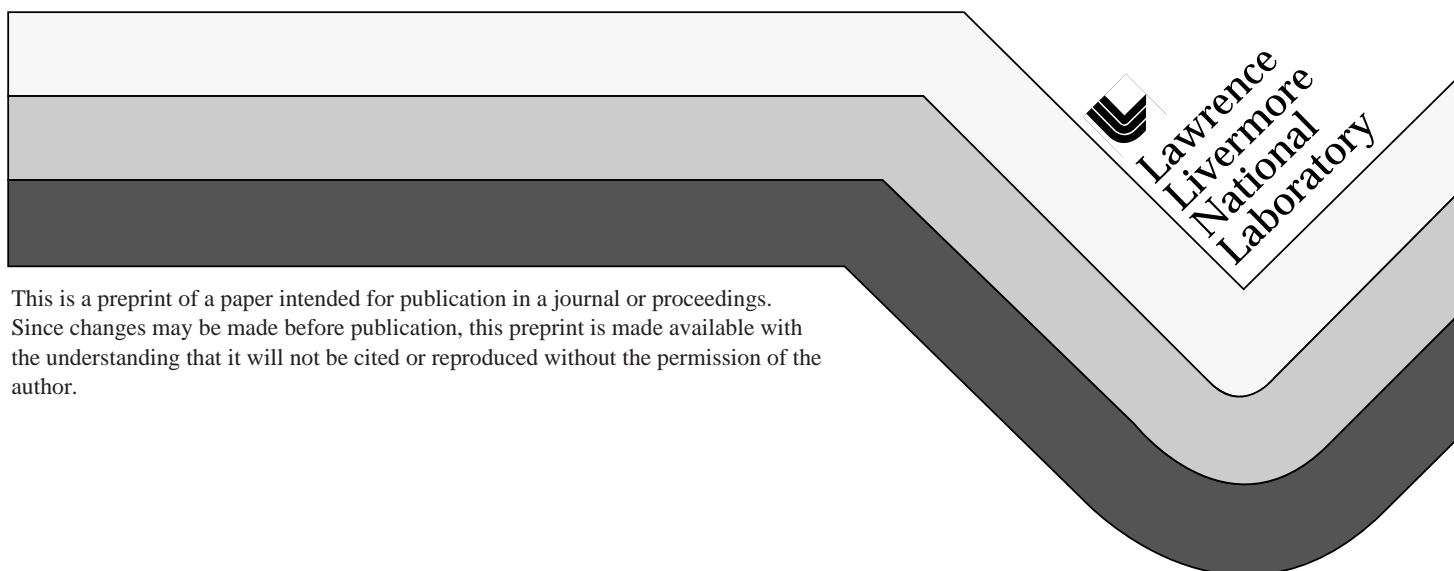 Lawrence
Livermore
National
Laboratory
This is a preprint of a paper intended for publication in a journal or proceedings.
Since changes may be made before publication, this preprint is made available with
the understanding that it will not be cited or reproduced without the permission of the
author.